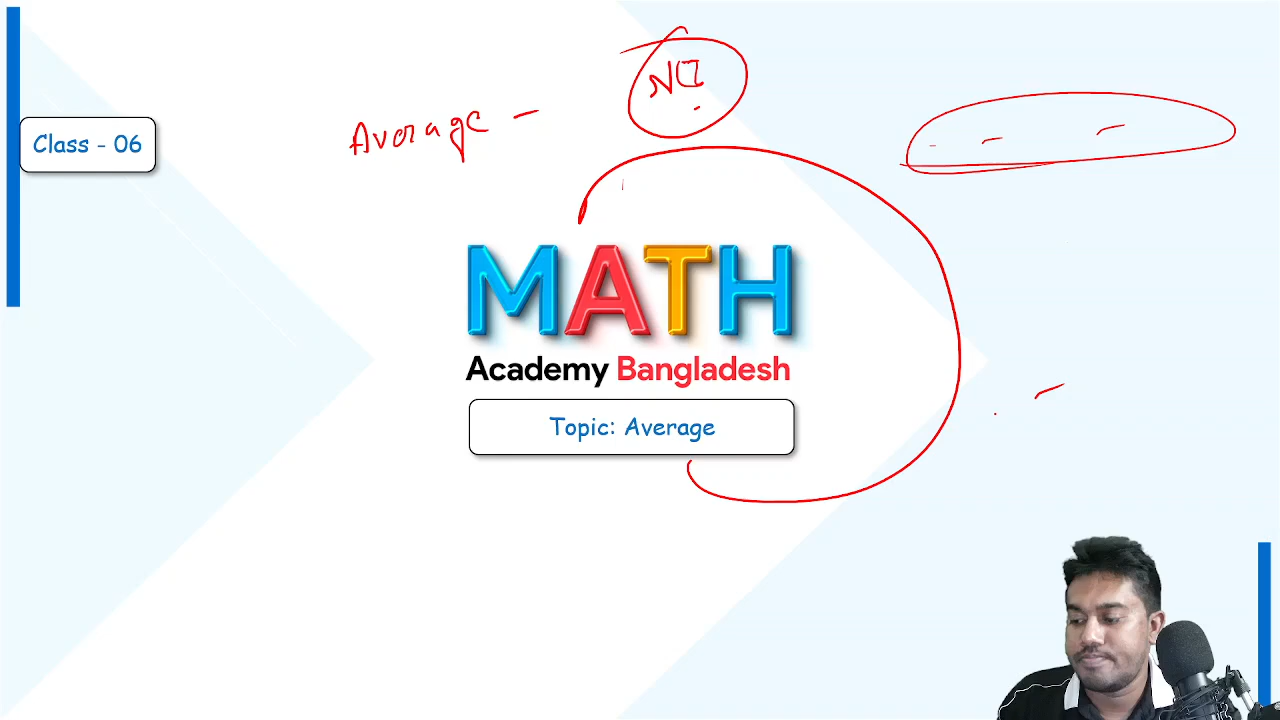 Average -
Class - 06
MATH
Academy Bangladesh
Topic: Average